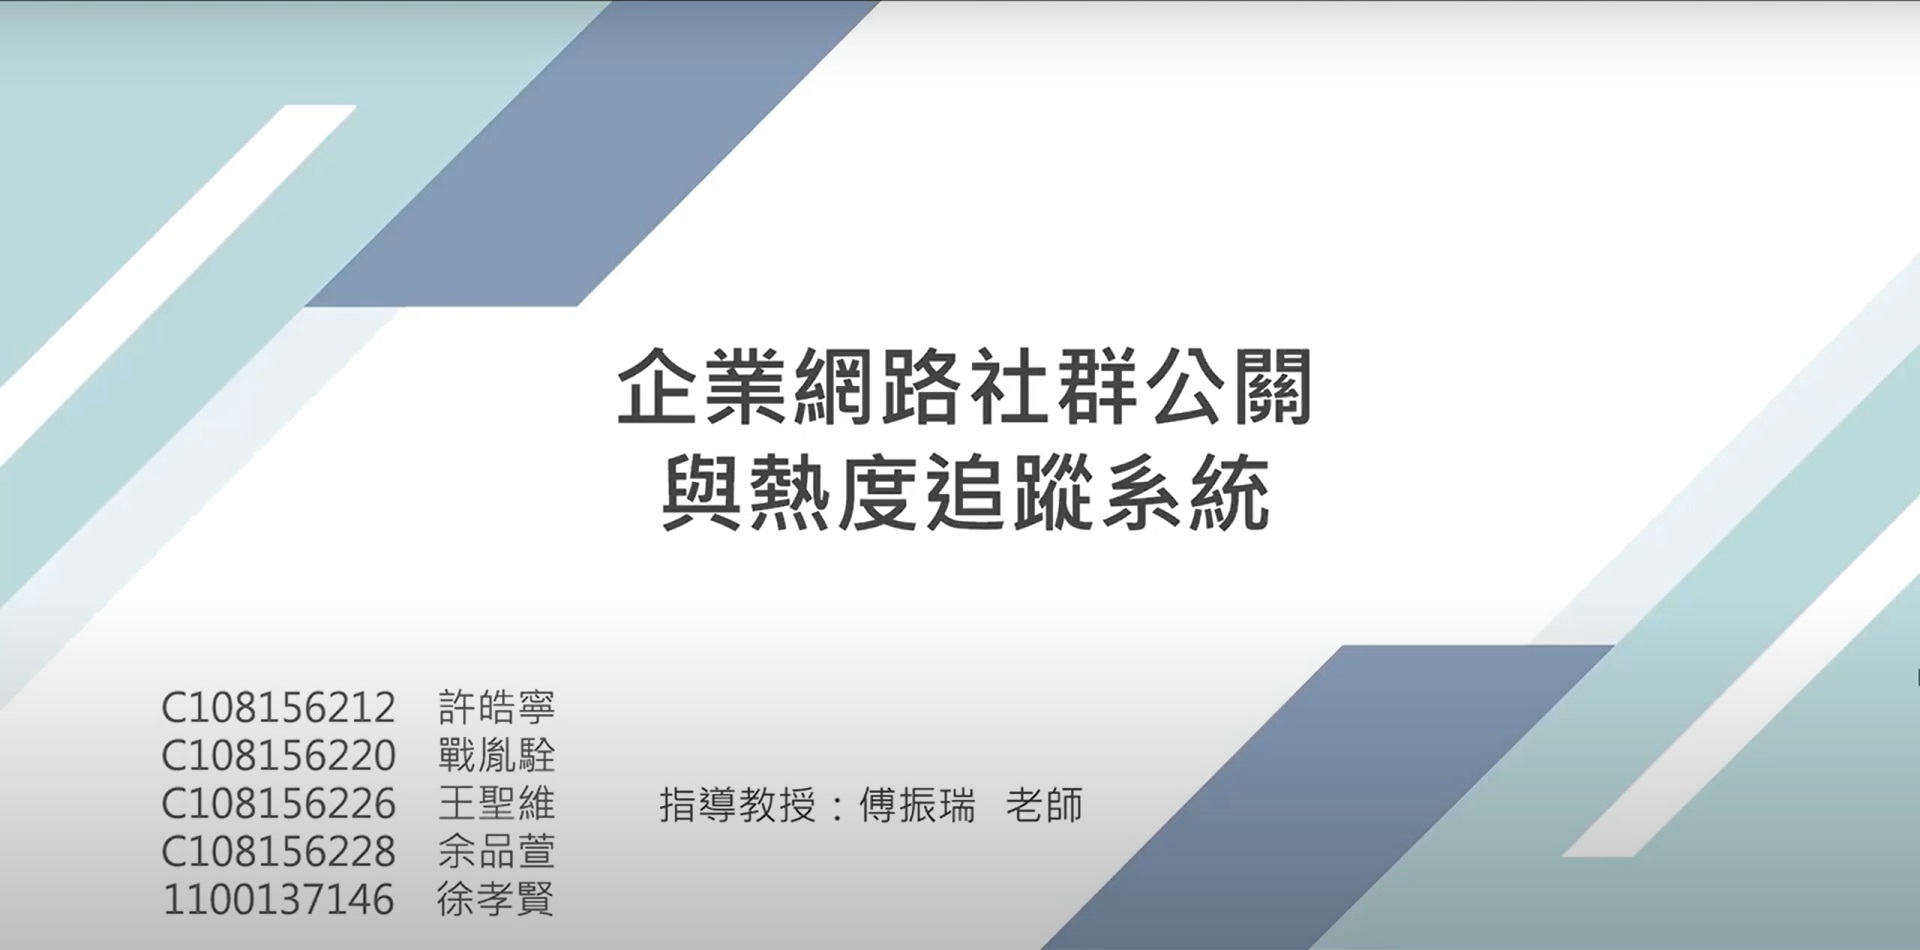 企業網路社群公關
與熱度追蹤系統
C108156212 許皓寧
C108156220 戰胤駩
C108156226 王聖維
C108156228 余品萱
1100137146 徐孝賢
指導教授：傅振瑞 老師